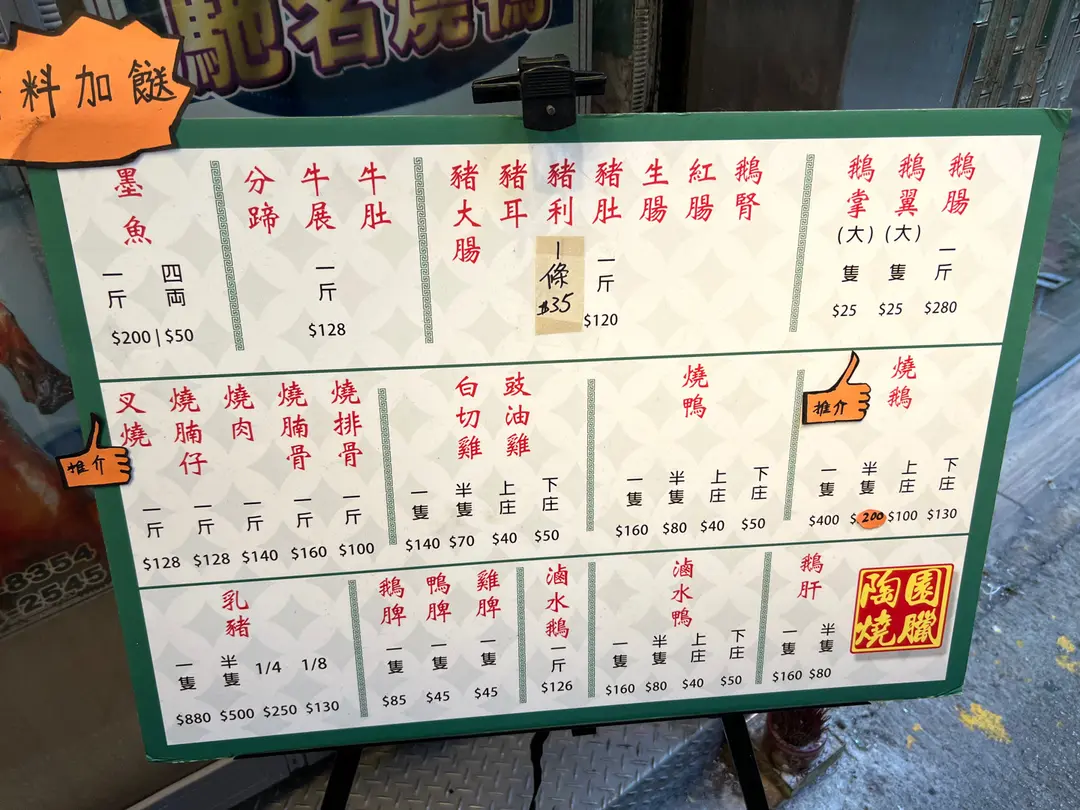 馳名燒鴨
料加餸
墨魚
一斤 四両
$200 | $50
分蹄 牛展 牛肚
一斤
$128
豬大腸 豬耳 豬利 豬肚 生腸 紅腸 鵝腎
一條 $35
一斤
$120
鵝掌(大) 鵝翼(大) 鵝腸
隻 隻 一斤
$25 $25 $280
推介
叉燒 燒腩仔 燒肉 燒腩骨 燒排骨
一斤 一斤 一斤 一斤 一斤
$128 $128 $140 $160 $100
白切雞 豉油雞
一隻 半隻 上庄 下庄
$140 $70 $40 $50
燒鴨
一隻 半隻 上庄 下庄
$160 $80 $40 $50
推介
燒鵝
一隻 半隻 上庄 下庄
$400 $200 $100 $130
乳豬
一隻 半隻 1/4 1/8
$880 $500 $250 $130
鵝脾 鴨脾 雞脾
一隻 一隻 一隻
$85 $45 $45
滷水鵝
一斤
$126
滷水鴨
一隻 半隻 上庄 下庄
$160 $80 $40 $50
鵝肝
一隻 半隻
$160 $80
陶園
燒臘
8354
2545